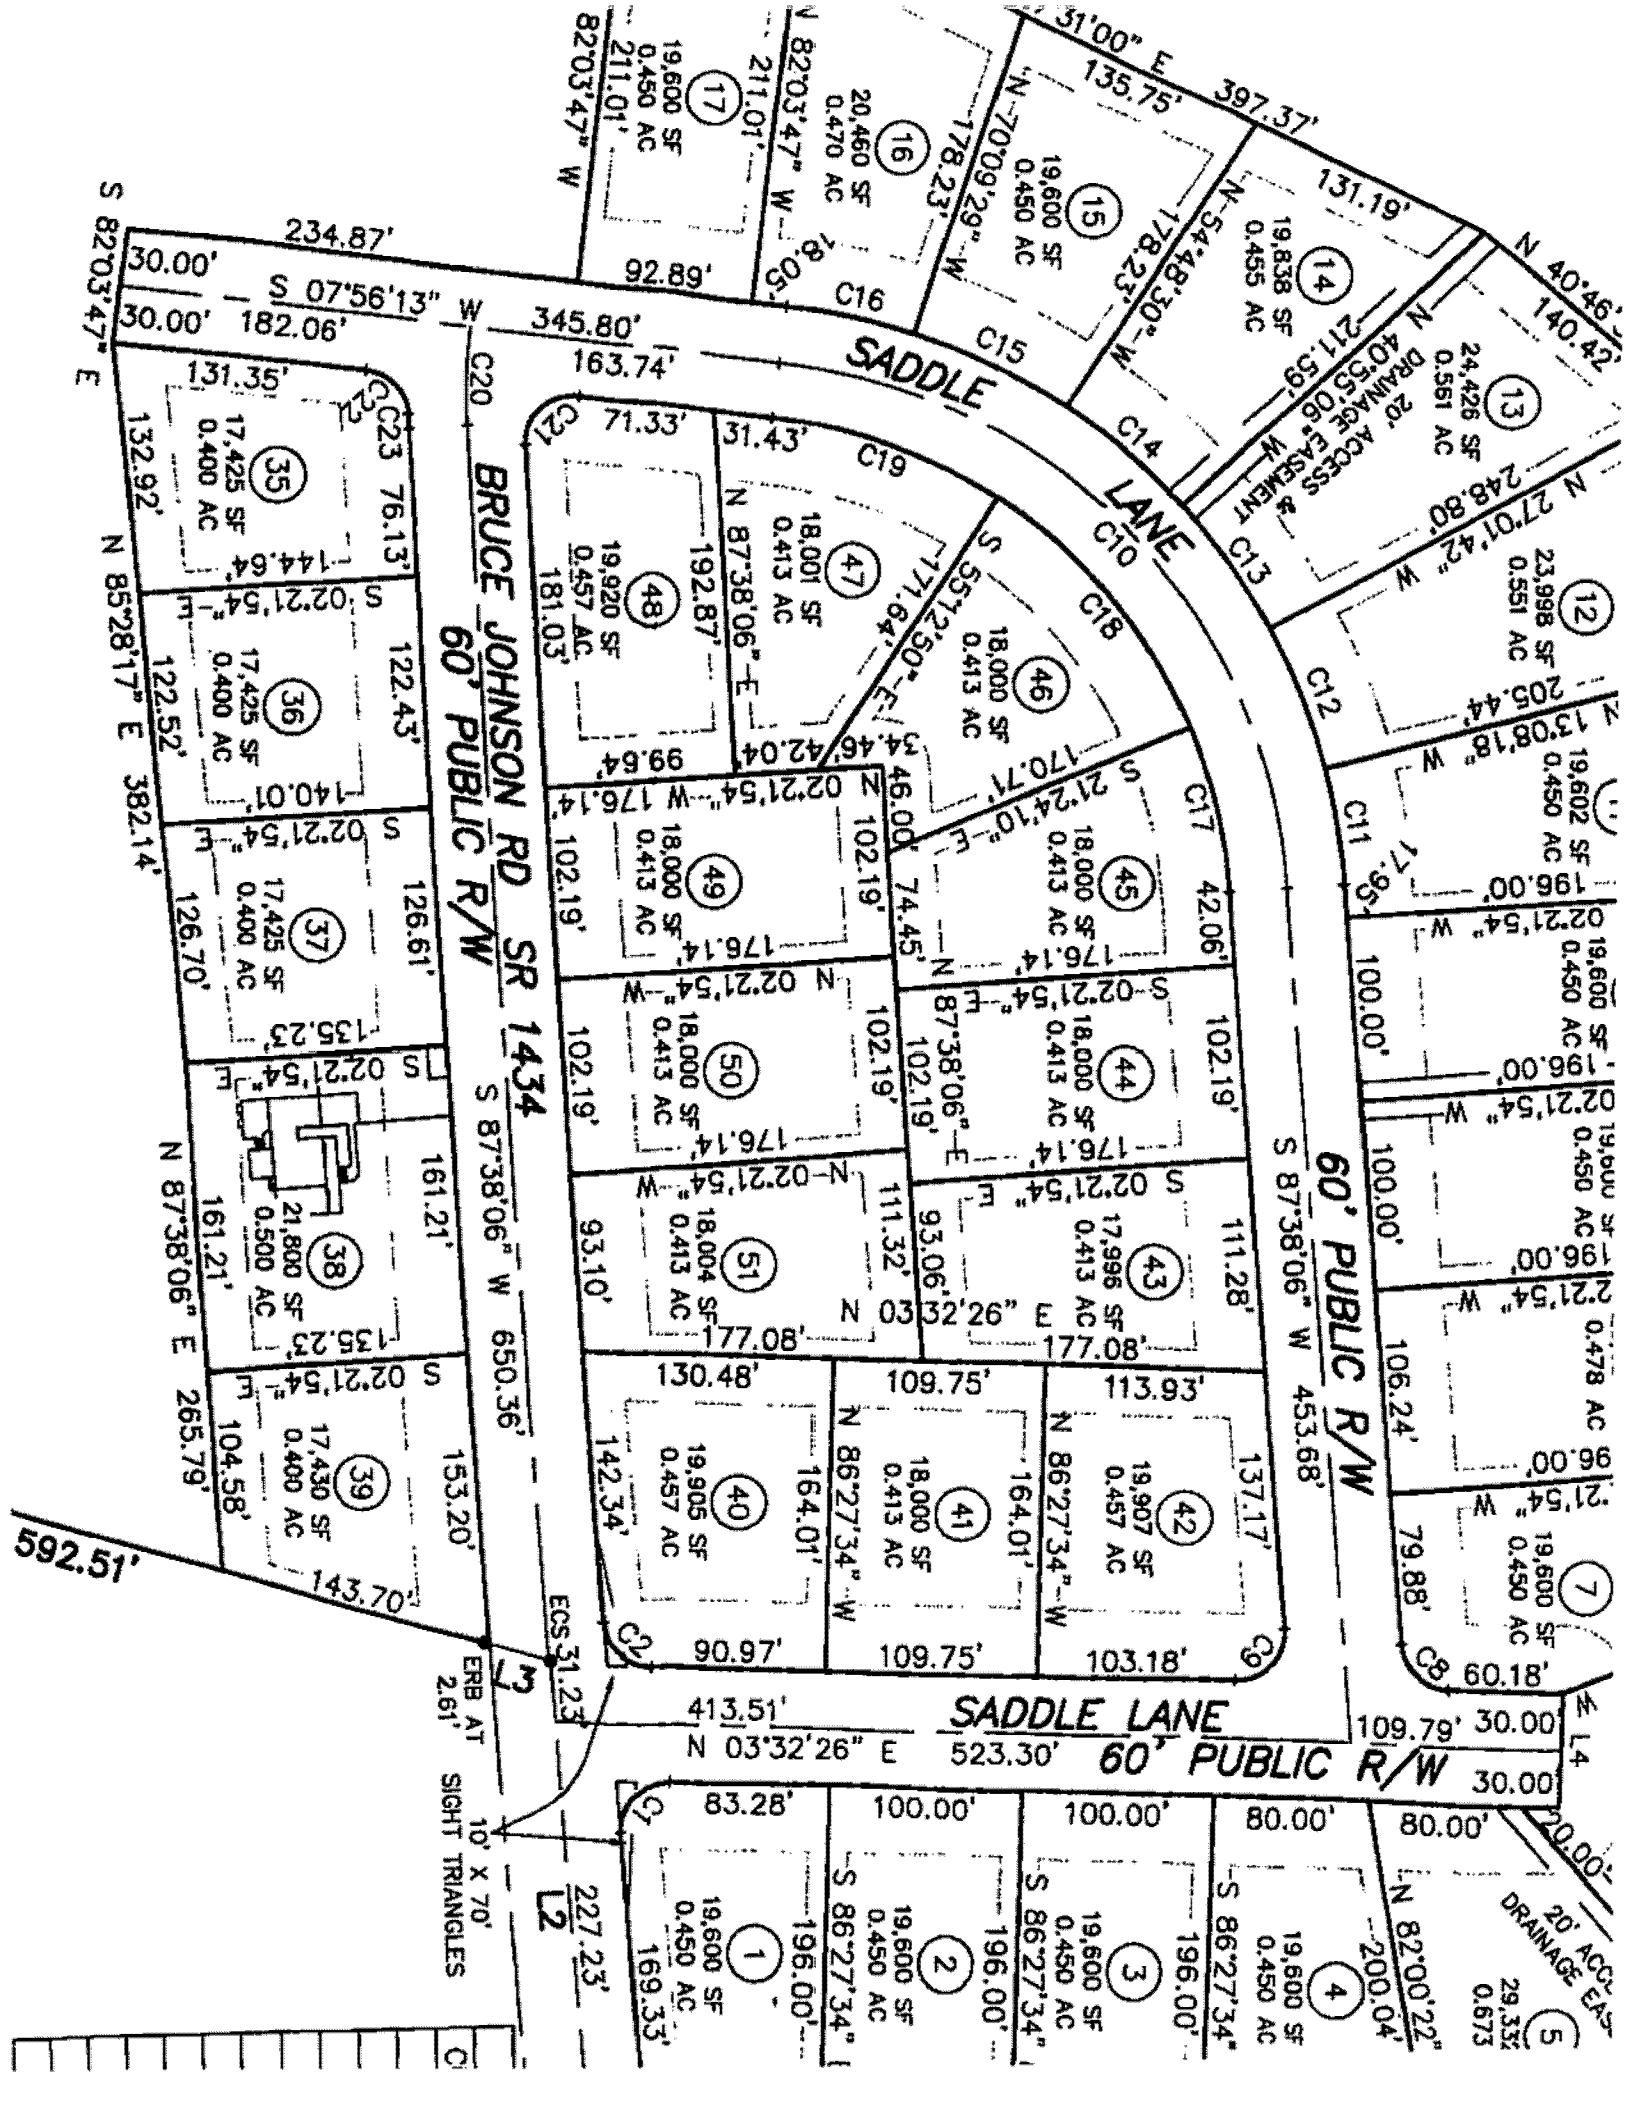 31'00" E 397.37'
135.75'
131.19'
N 40°46'
140.42'
82°03'47" W
211.01'
17
19,600 SF
0.450 AC
211.01'
N 82°03'47" W
16
20,460 SF
0.470 AC
178.23'
N 70°09'29" W
15
19,600 SF
0.450 AC
178.23'
N 54°48'30" W
14
19,838 SF
0.455 AC
211.59'
N 40°55'06" W
20' ACCESS &
DRAINAGE EASEMENT
13
24,426 SF
0.561 AC
248.80'
N 27°01'42" W
12
23,998 SF
0.551 AC
205.44'
N 13°08'18" W
19,602 SF
0.450 AC
196.00'
02°21'54" W
19,600 SF
0.450 AC
196.00'
02°21'54" W
19,600 SF
0.450 AC
196.00'
2°21'54" W
0.478 AC
96.00'
21'54" W
7
19,600 SF
0.450 AC
S 82°03'47" E
30.00'
30.00'
234.87'
92.89'
18.05'
C16
C15
C14
C13
C12
C11
17.95'
100.00'
100.00'
106.24'
79.88'
C8
60.18'
S 07°56'13" W
345.80'
182.06'
163.74'
SADDLE
LANE
C10
60' PUBLIC R/W
S 87°38'06" W 453.68'
131.35'
C22
C23
C20
C21
71.33'
31.43'
C19
C18
C17
42.06'
102.19'
111.28'
137.17'
C9
132.92'
35
17,425 SF
0.400 AC
76.13'
144.64'
S 02°21'54" E
N 85°28'17" E 382.14'
122.52'
36
17,425 SF
0.400 AC
122.43'
140.01'
S 02°21'54" E
126.70'
37
17,425 SF
0.400 AC
126.61'
135.23'
S 02°21'54" E
N 87°38'06" E 265.79'
161.21'
38
21,800 SF
0.500 AC
161.21'
135.23'
S 02°21'54" E
104.58'
39
17,430 SF
0.400 AC
153.20'
143.70'
592.51'
BRUCE JOHNSON RD SR 1434
60' PUBLIC R/W
S 87°38'06" W 650.36'
48
19,920 SF
0.457 AC
181.03'
192.87'
99.64'
N 87°38'06" E
47
18,001 SF
0.413 AC
42.04'
171.64'
S 55°12'50" E
46
18,000 SF
0.413 AC
34.46'
46.00'
170.71'
S 21°24'10" E
45
18,000 SF
0.413 AC
74.45'
176.14'
S 02°21'54" E
N 02°21'54" W 176.14'
49
18,000 SF
0.413 AC
102.19'
102.19'
176.14'
N 02°21'54" W
50
18,000 SF
0.413 AC
102.19'
102.19'
176.14'
N 02°21'54" W
44
18,000 SF
0.413 AC
N 87°38'06" E
102.19'
176.14'
S 02°21'54" E
51
18,004 SF
0.413 AC
93.10'
111.32'
177.08'
43
17,996 SF
0.413 AC
93.06'
177.08'
N 03°32'26" E
130.48'
109.75'
113.93'
40
19,905 SF
0.457 AC
142.34'
164.01'
N 86°27'34" W
41
18,000 SF
0.413 AC
164.01'
N 86°27'34" W
42
19,907 SF
0.457 AC
C2
90.97'
109.75'
103.18'
ECS
31.23'
L3
ERB AT
2.61'
413.51'
SADDLE LANE
109.79'
30.00'
N 03°32'26" E 523.30'
60' PUBLIC R/W
30.00'
L4
10' X 70'
SIGHT TRIANGLES
C1
83.28'
100.00'
100.00'
80.00'
80.00'
20.00'
L2
227.23'
169.33'
1
19,600 SF
0.450 AC
196.00'
S 86°27'34"
2
19,600 SF
0.450 AC
196.00'
S 86°27'34"
3
19,600 SF
0.450 AC
196.00'
S 86°27'34"
4
19,600 SF
0.450 AC
200.04'
N 82°00'22"
20' ACC
DRAINAGE EAS
5
0.673